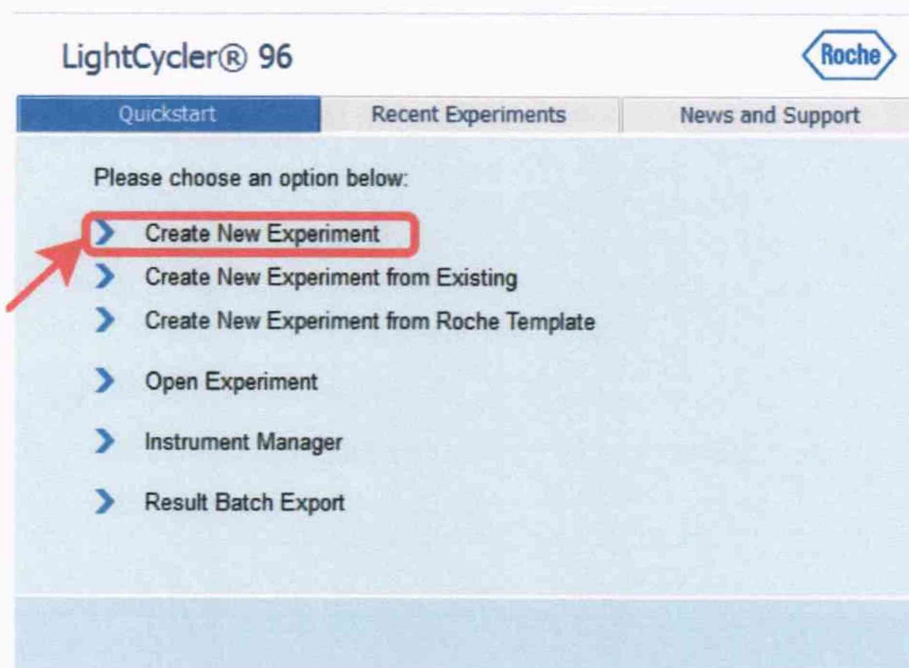 LightCycler® 96
Roche
Quickstart
Recent Experiments
News and Support
Please choose an option below:
Create New Experiment
Create New Experiment from Existing
Create New Experiment from Roche Template
Open Experiment
Instrument Manager
Result Batch Export